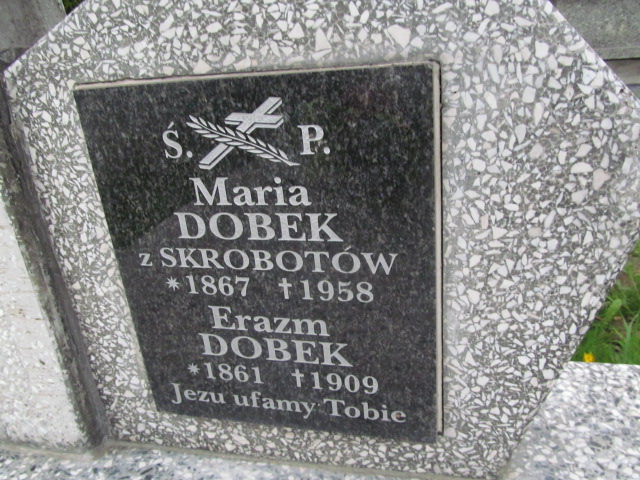 Ś. P.
Maria
DOBEK
z SKROBOTÓW
*1867 †1958
Erazm
DOBEK
*1861 †1909
Jezu ufamy Tobie